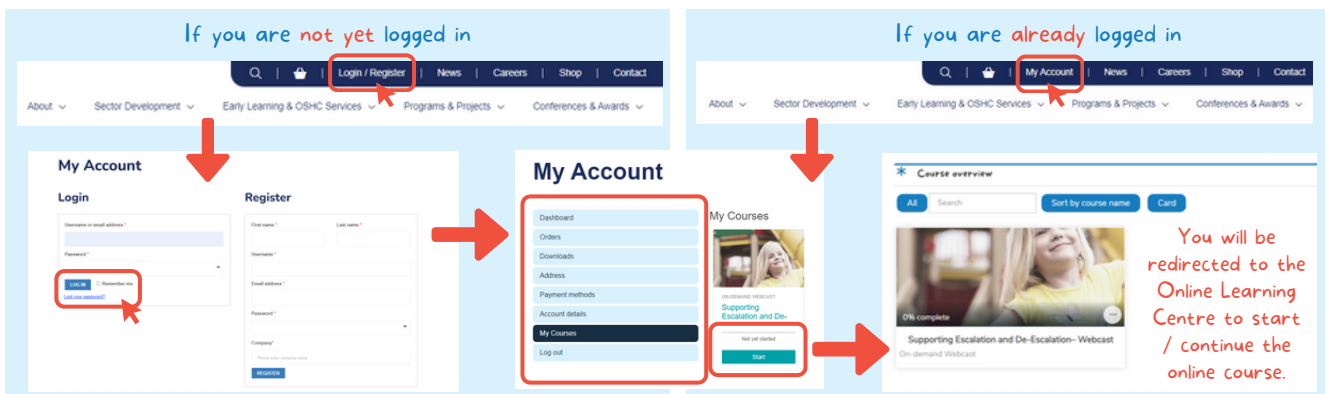 If you are not yet logged in
Login / Register | News | Careers | Shop | Contact
About Sector Development Early Learning & OSHC Services Programs & Projects Conferences & Awards
My Account
Login
Username or email address *
Password *
LOG IN Remember me
Lost your password?
Register
First name * Last name *
Username *
Email address *
Password *
Company*
Please enter company name
REGISTER
My Account
Dashboard
Orders
Downloads
Address
Payment methods
Account details
My Courses
Log out
If you are already logged in
My Account | News | Careers | Shop | Contact
About Sector Development Early Learning & OSHC Services Programs & Projects Conferences & Awards
My Courses
ON-DEMAND WEBCAST
Supporting
Escalation and De-
Not yet started
Start
* Course overview
All Search Sort by course name Card
0% complete
Supporting Escalation and De-Escalation– Webcast
On-demand Webcast
You will be
redirected to the
Online Learning
Centre to start
/ continue the
online course.